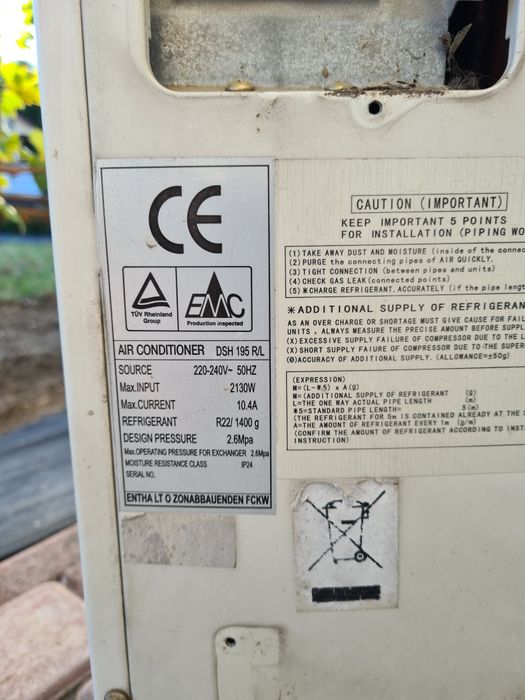 CE
TÜV Rheinland
Group
EMC
Production inspected
AIR CONDITIONER DSH 195 R/L
SOURCE 220-240V~ 50HZ
Max.INPUT 2130W
Max.CURRENT 10.4A
REFRIGERANT R22/ 1400 g
DESIGN PRESSURE 2.6Mpa
Max.OPERATING PRESSURE FOR EXCHANGER 2.6Mpa
MOISTURE RESISTANCE CLASS IP24
SERIAL NO.
ENTHA LT O ZONABBAUENDEN FCKW
CAUTION (IMPORTANT)
KEEP IMPORTANT 5 POINTS
FOR INSTALLATION (PIPING WO
(1) TAKE AWAY DUST AND MOISTURE (inside of the connec
(2) PURGE the connecting pipes of AIR QUICKLY.
(3) TIGHT CONNECTION (between pipes and units)
(4) CHECK GAS LEAK (connected points)
(5) ※CHARGE REFRIGERANT. ACCURATELY (if the pipe lengt
※ADDITIONAL SUPPLY OF REFRIGERAN
AS AN OVER CHARGE OR SHORTAGE MUST GIVE CAUSE FOR FAIL
UNITS , ALWAYS MEASURE THE PRECISE AMOUNT BEFORE SUPPL
(X) EXCESSIVE SUPPLY FAILURE OF COMPRESSOR DUE TO THE L
(X) SHORT SUPPLY FAILURE OF COMPRESSOR DUE TO-THE SUPER
(◎) ACCURACY OF ADDITIONAL SUPPLY. (ALLOWANCE=±50g)
(EXPRESSION)
M=(L-W5) x A(g)
M=(ADDITIONAL SUPPLY OF REFRIGERANT (g)
L=THE ONE WAY ACTUAL PIPE LENGTH (m)
W5=STANDARD PIPE LENGTH= 5(m)
(THE REFRIGERANT FOR 5m IS CONTAINED ALREADY AT THE
A=THE AMOUNT OF REFRIGERANT EVERY 1m (g/m)
(CONFIRM THE AMOUNT OF REFRIGERANT ACCORDING TO INST
INSTRUCTION)